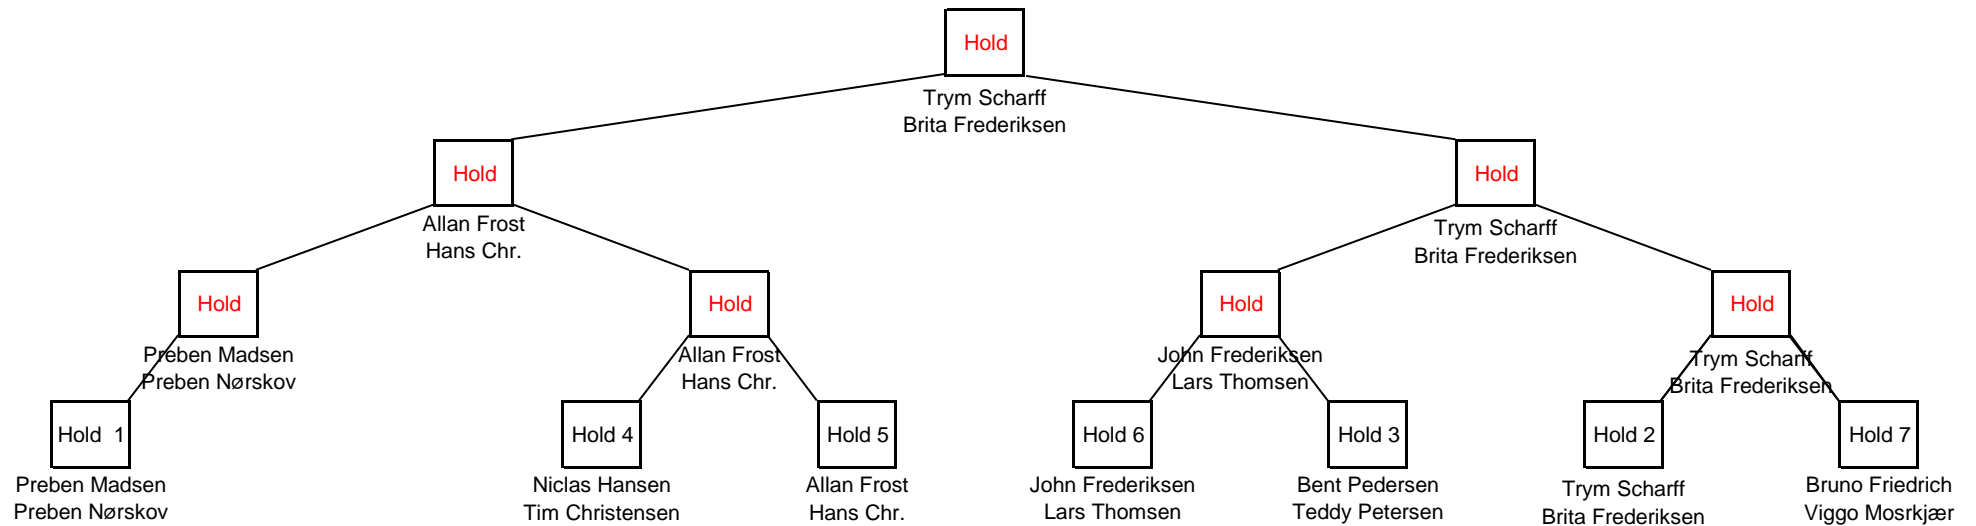 Hold
Trym Scharff
Brita Frederiksen
Hold
Allan Frost
Hans Chr.
Hold
Trym Scharff
Brita Frederiksen
Hold
Preben Madsen
Preben Nørskov
Hold
Allan Frost
Hans Chr.
Hold
John Frederiksen
Lars Thomsen
Hold
Trym Scharff
Brita Frederiksen
Hold 1
Preben Madsen
Preben Nørskov
Hold 4
Niclas Hansen
Tim Christensen
Hold 5
Allan Frost
Hans Chr.
Hold 6
John Frederiksen
Lars Thomsen
Hold 3
Bent Pedersen
Teddy Petersen
Hold 2
Trym Scharff
Brita Frederiksen
Hold 7
Bruno Friedrich
Viggo Mosrkjær